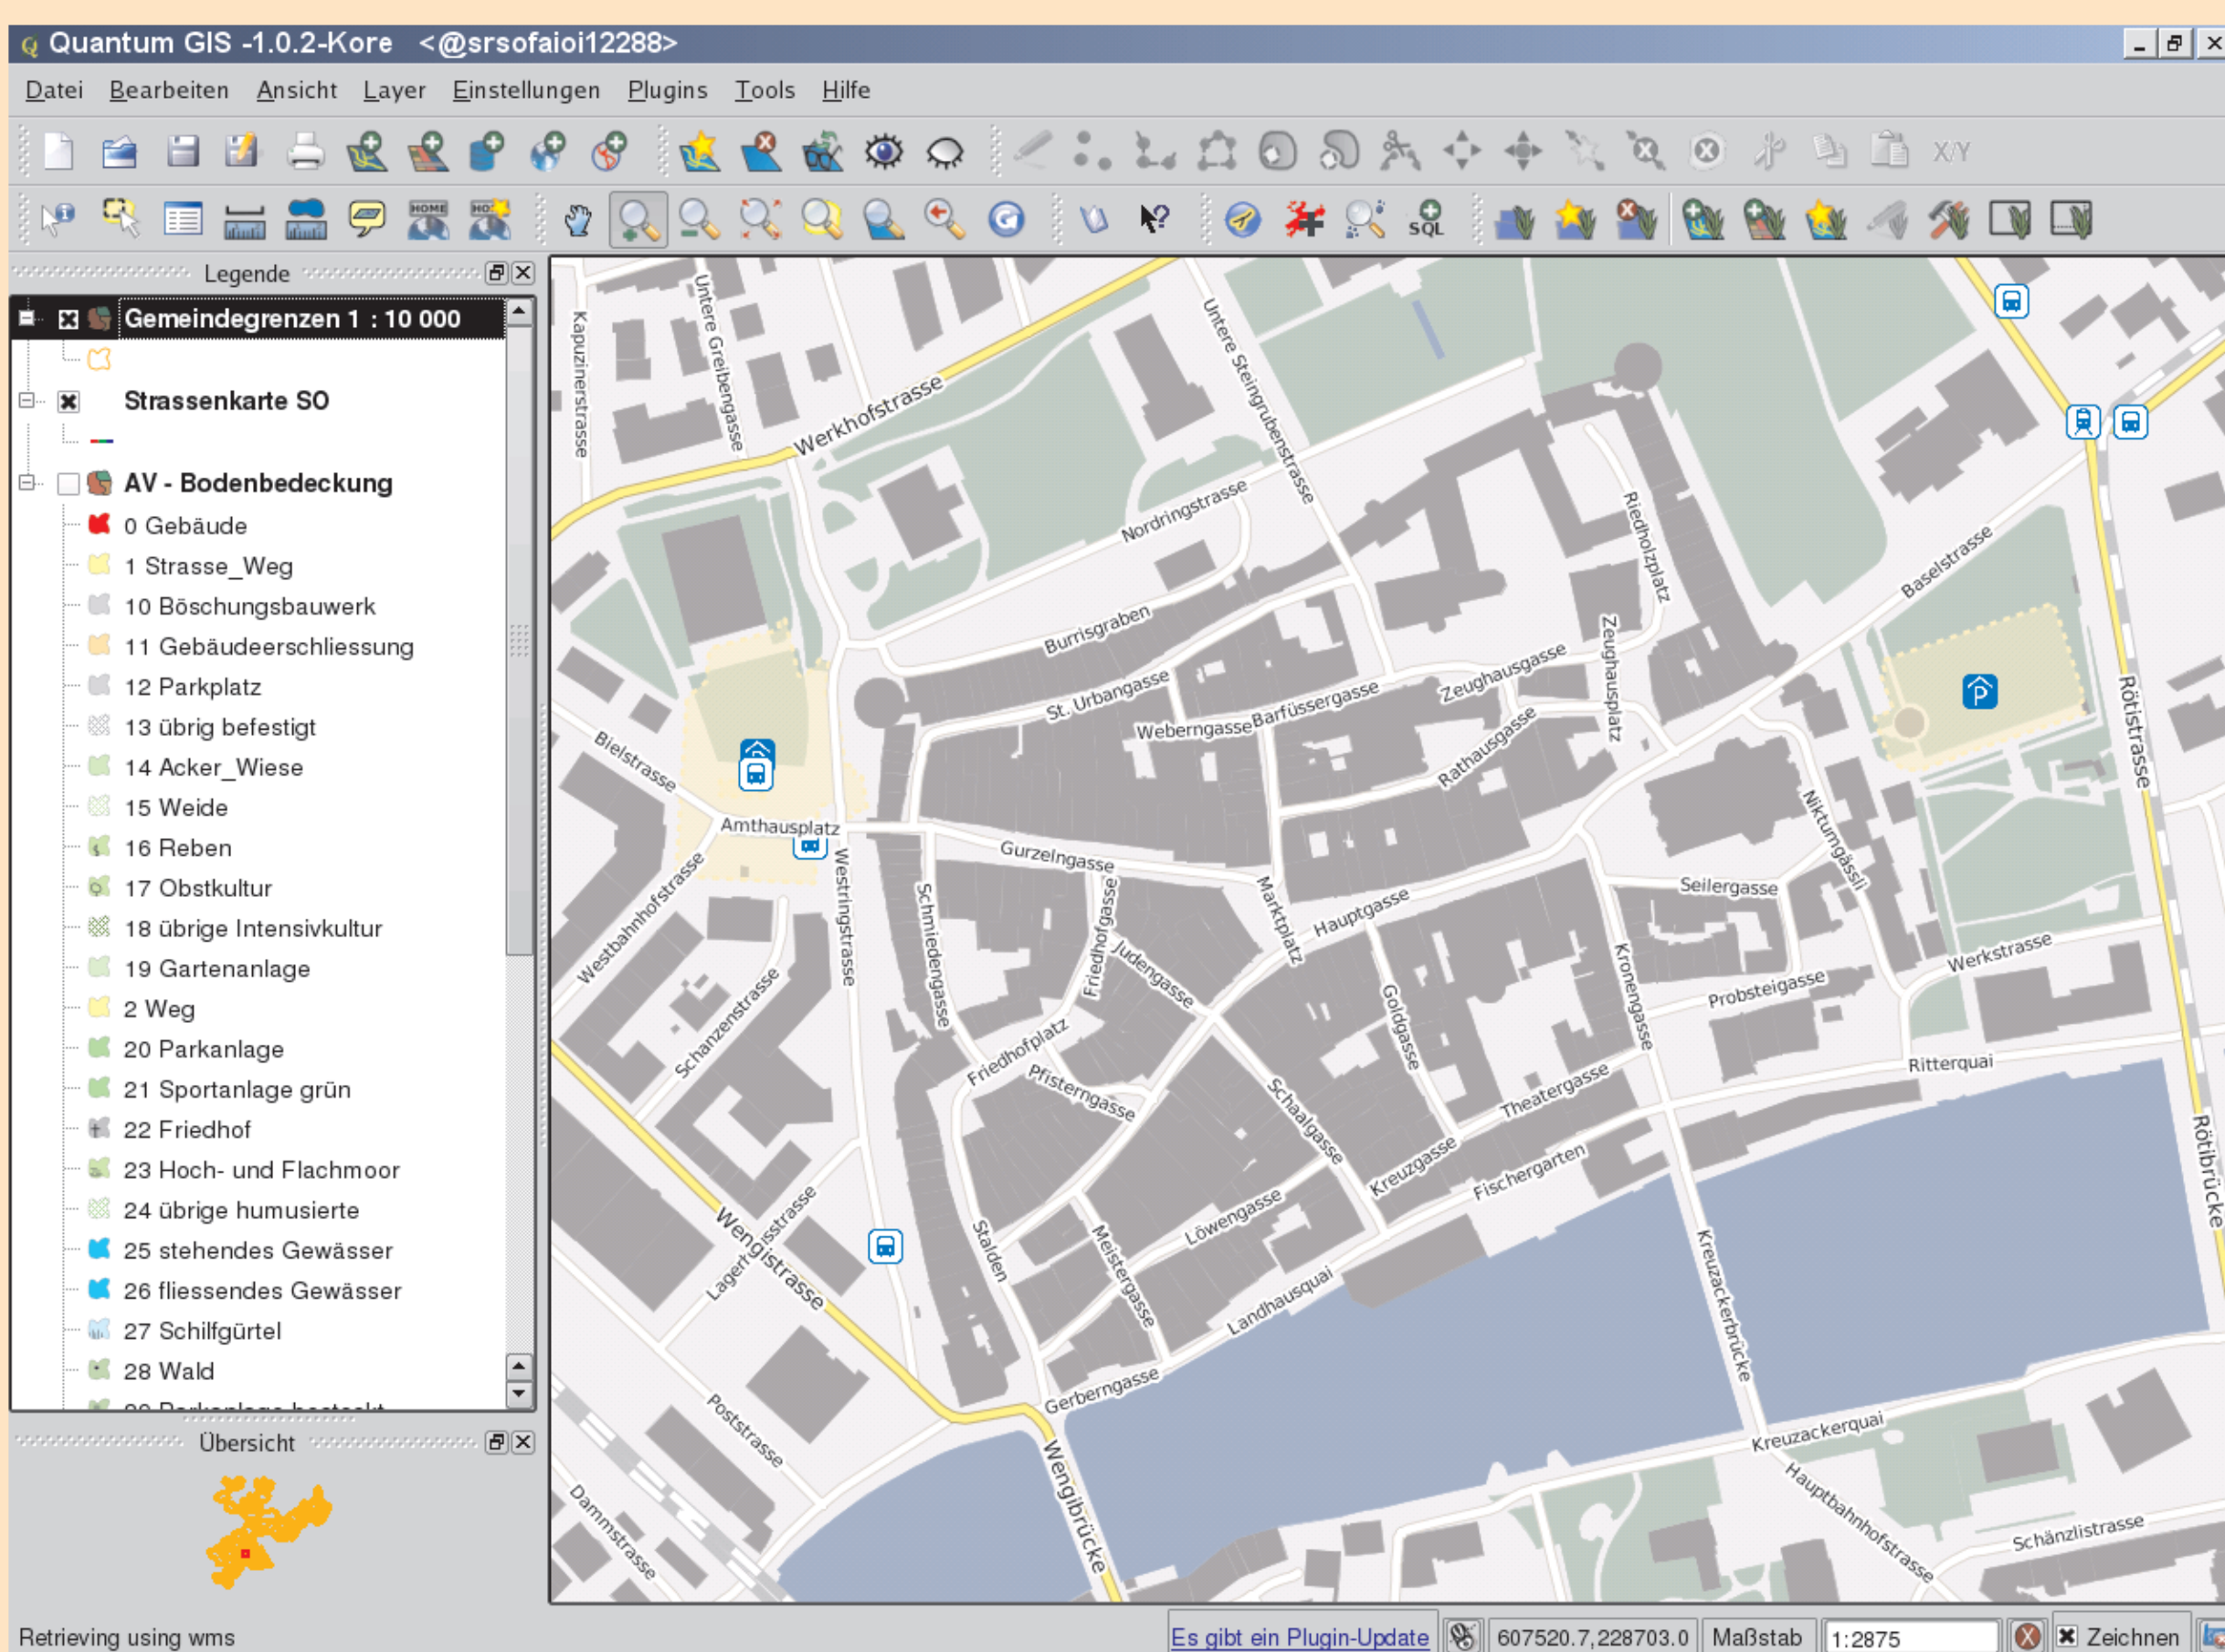 Quantum GIS -1.0.2-Kore <@srsofaioi12288>
Datei Bearbeiten Ansicht Layer Einstellungen Plugins Tools Hilfe
X/Y
HOME
SQL
Legende
Gemeindegrenzen 1 : 10 000
Strassenkarte SO
AV - Bodenbedeckung
0 Gebäude
1 Strasse_Weg
10 Böschungsbauwerk
11 Gebäudeerschliessung
12 Parkplatz
13 übrig befestigt
14 Acker_Wiese
15 Weide
16 Reben
17 Obstkultur
18 übrige Intensivkultur
19 Gartenanlage
2 Weg
20 Parkanlage
21 Sportanlage grün
22 Friedhof
23 Hoch- und Flachmoor
24 übrige humusierte
25 stehendes Gewässer
26 fliessendes Gewässer
27 Schilfgürtel
28 Wald
Übersicht
Kapuzinerstrasse
Untere Greibengasse
Werkhofstrasse
Untere Steingrubenstrasse
Nordringstrasse
Riedholzplatz
Baselstrasse
Burrisgraben
St. Urbangasse
Weberngasse
Barfüssergasse
Zeughausgasse
Zeughausplatz
Rathausgasse
P
Rötistrasse
Bielstrasse
Amthausplatz
Westringstrasse
Gurzelngasse
Westbahnhofstrasse
Schmiedengasse
Friedhofgasse
Judengasse
Marktplatz
Hauptgasse
Niktumgässli
Seilergasse
Kronengasse
Werkstrasse
Probsteigasse
Schanzenstrasse
Goldgasse
Friedhofplatz
Pfisterngasse
Ritterquai
Theatergasse
Schaalgasse
Kreuzgasse
Fischergarten
Rötibrücke
Wengistrasse
Stalden
Löwengasse
Meistergasse
Landhausquai
Kreuzackerbrücke
Gerberngasse
Poststrasse
Kreuzackerquai
Wengibrücke
Hauptbahnhofstrasse
Dammstrasse
Schänzlistrasse
Retrieving using wms
Es gibt ein Plugin-Update
607520.7,228703.0
Maßstab
1:2875
Zeichnen